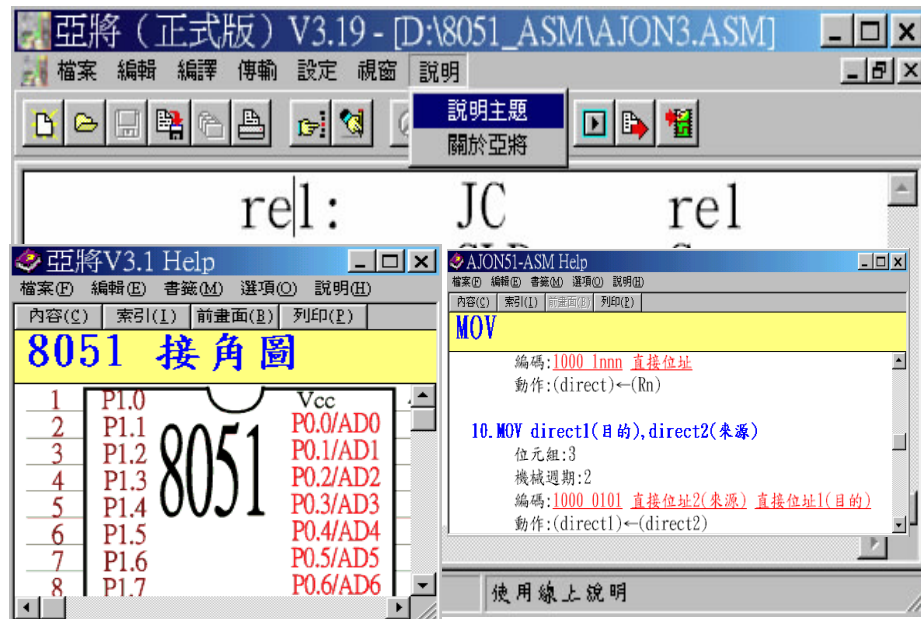 亞將（正式版）V3.19 - [D:\8051_ASM\AJON3.ASM]
檔案 編輯 編譯 傳輸 設定 視窗 說明
說明主題
關於亞將
rel: JC rel
亞將V3.1 Help
檔案(F) 編輯(E) 書籤(M) 選項(O) 說明(H)
內容(C) 索引(I) 前畫面(B) 列印(P)
8051 接角圖
1 P1.0 Vcc
2 P1.1 P0.0/AD0
3 P1.2 P0.1/AD1
4 P1.3 P0.2/AD2
5 P1.4 P0.3/AD3
6 P1.5 P0.4/AD4
7 P1.6 P0.5/AD5
8 P1.7 P0.6/AD6
8051
AJON51-ASM Help
檔案(F) 編輯(E) 書籤(M) 選項(O) 說明(H)
內容(C) 索引(I) 前畫面(B) 列印(P)
MOV
編碼:1000 1nnn 直接位址
動作:(direct)←(Rn)
10.MOV direct1(目的),direct2(來源)
位元組:3
機械週期:2
編碼:1000 0101 直接位址2(來源) 直接位址1(目的)
動作:(direct1)←(direct2)
使用線上說明